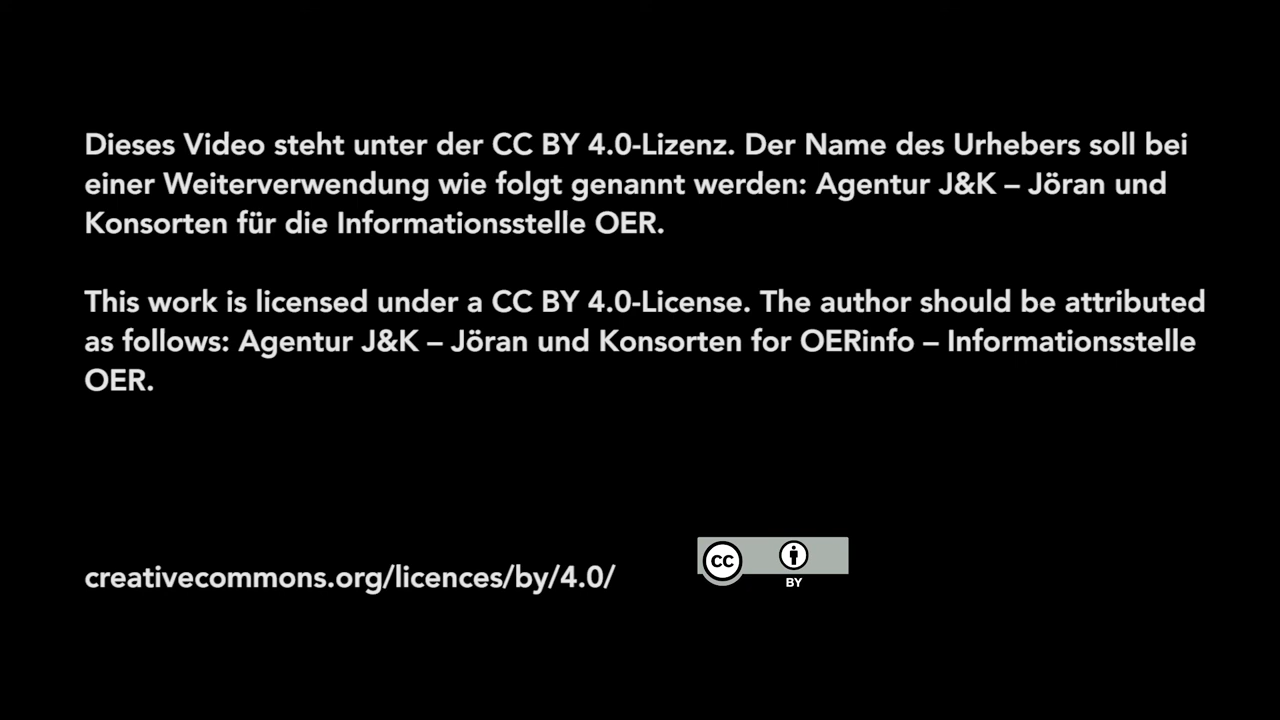 Dieses Video steht unter der CC BY 4.0-Lizenz. Der Name des Urhebers soll bei
einer Weiterverwendung wie folgt genannt werden: Agentur J&K – Jöran und
Konsorten für die Informationsstelle OER.
This work is licensed under a CC BY 4.0-License. The author should be attributed
as follows: Agentur J&K – Jöran und Konsorten for OERinfo – Informationsstelle
OER.
creativecommons.org/licences/by/4.0/
CC
BY